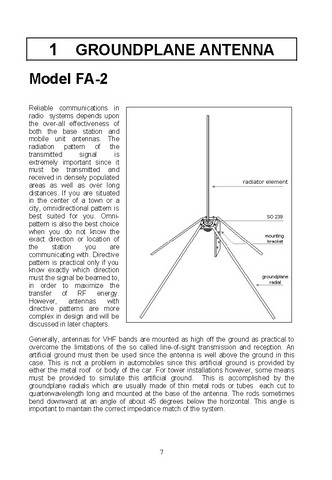 1 GROUNDPLANE ANTENNA
Model FA-2
Reliable communications in
radio systems depends upon
the over-all effectiveness of
both the base station and
mobile unit antennas. The
radiation pattern of the
transmitted signal is
extremely important since it
must be transmitted and
received in densely populated
areas as well as over long
distances. If you are situated
in the center of a town or a
city, omnidirectional pattern is
best suited for you. Omni-
pattern is also the best choice
when you do not know the
exact direction or location of
the station you are
communicating with. Directive
pattern is practical only if you
know exactly which direction
must the signal be beamed to,
in order to maximize the
transfer of RF energy.
However, antennas with
directive patterns are more
complex in design and will be
discussed in later chapters.
radiator element
SO 239
mounting
bracket
groundplane
radial
Generally, antennas for VHF bands are mounted as high off the ground as practical to
overcome the limitations of the so called line-of-sight transmission and reception. An
artificial ground must then be used since the antenna is well above the ground in this
case. This is not a problem in automobiles since this artificial ground is provided by
either the metal roof or body of the car. For tower installations however, some means
must be provided to simulate this artificial ground. This is accomplished by the
groundplane radials which are usually made of thin metal rods or tubes each cut to
quarterwavelength long and mounted at the base of the antenna. The rods sometimes
bend downward at an angle of about 45 degrees below the horizontal. This angle is
important to maintain the correct impedance match of the system.
7